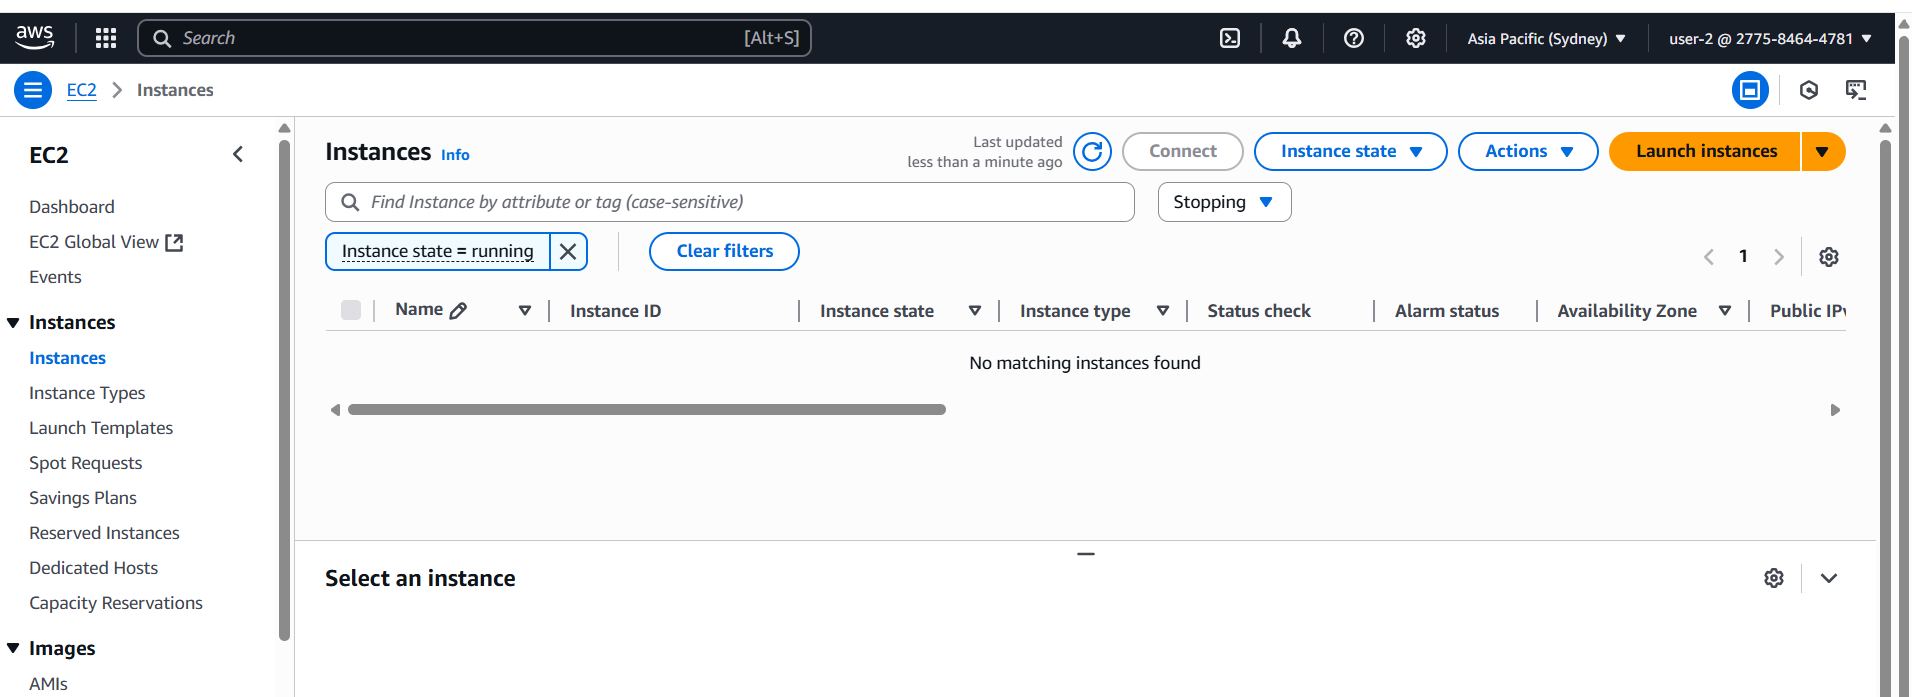 aws
Search
[Alt+S]
Asia Pacific (Sydney)
user-2 @ 2775-8464-4781
EC2
Instances
EC2
Dashboard
EC2 Global View
Events
Instances
Instances
Instance Types
Launch Templates
Spot Requests
Savings Plans
Reserved Instances
Dedicated Hosts
Capacity Reservations
Images
AMIs
Instances Info
Last updated
less than a minute ago
Connect
Instance state
Actions
Launch instances
Find Instance by attribute or tag (case-sensitive)
Stopping
Instance state = running
Clear filters
1
Name
Instance ID
Instance state
Instance type
Status check
Alarm status
Availability Zone
Public IPv
No matching instances found
Select an instance